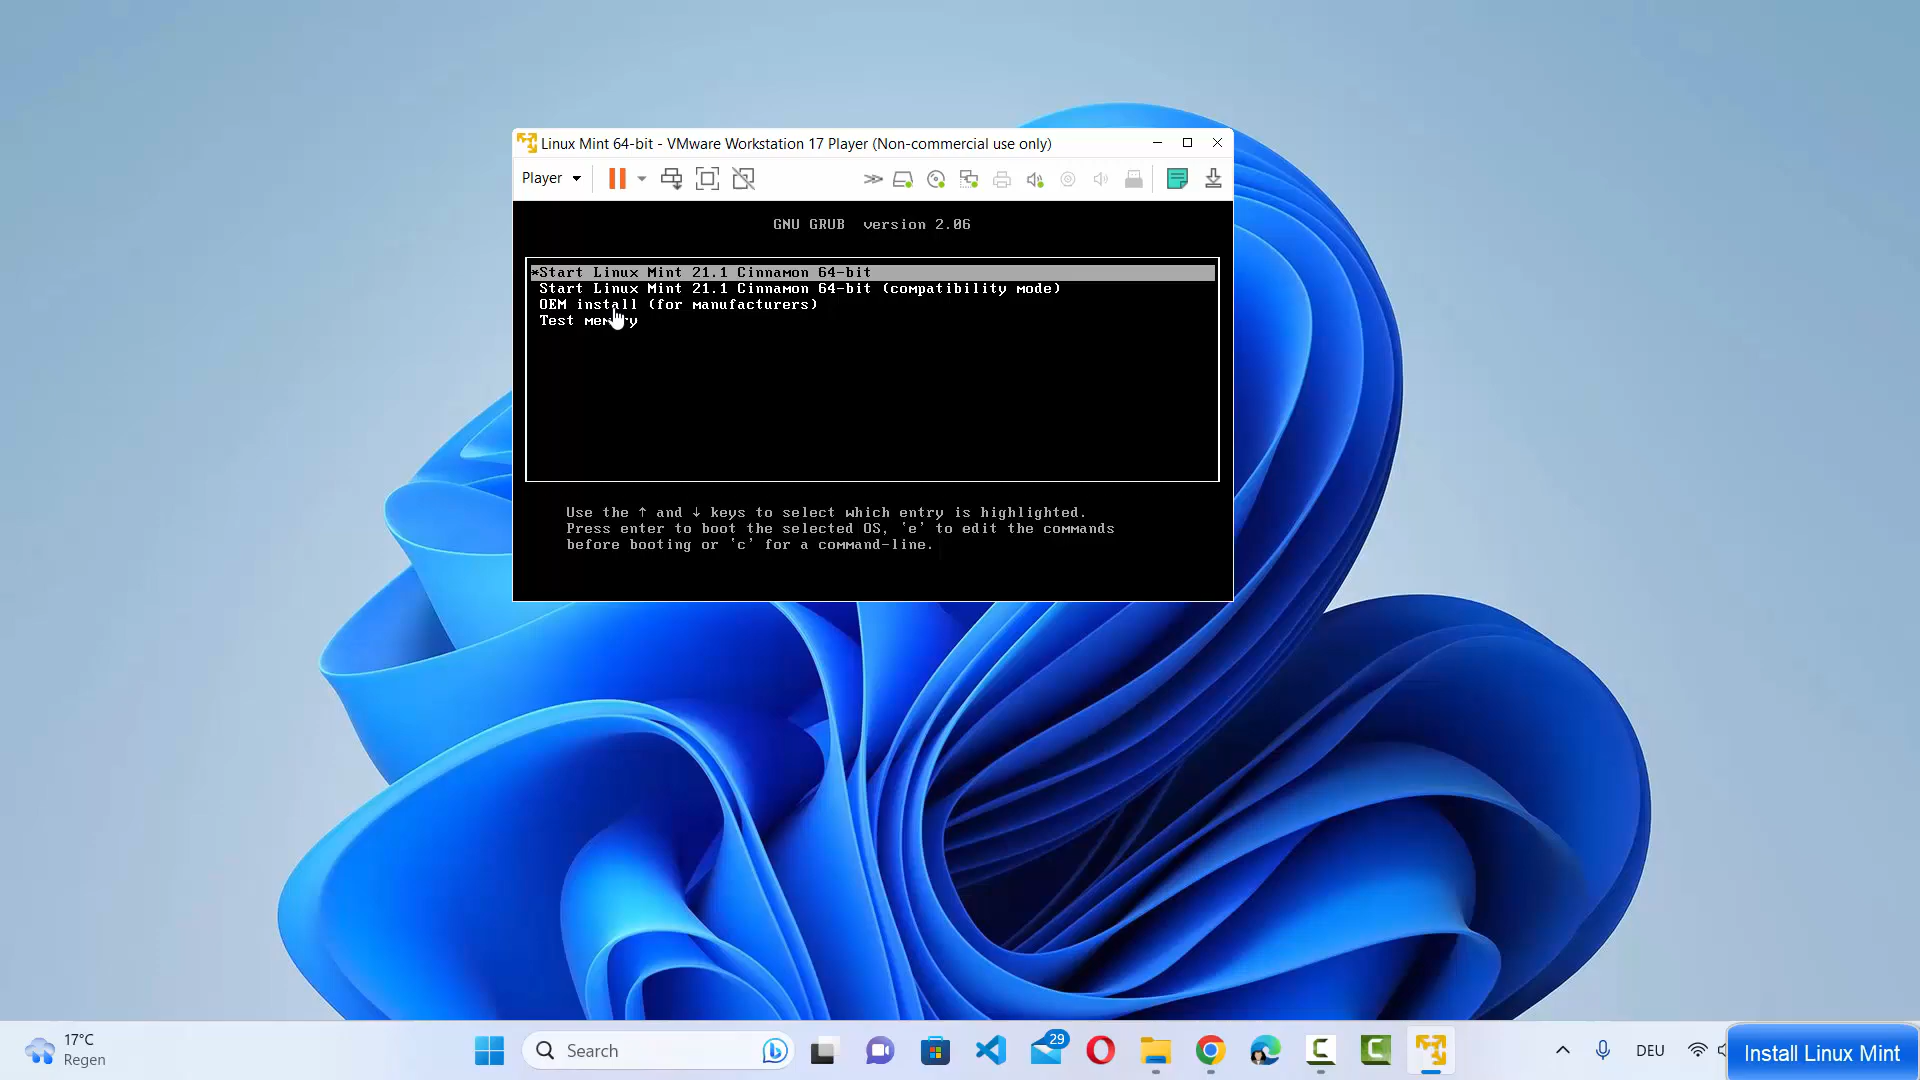 Linux Mint 64-bit - VMware Workstation 17 Player (Non-commercial use only)
Player
GNU GRUB version 2.06
*Start Linux Mint 21.1 Cinnamon 64-bit
Start Linux Mint 21.1 Cinnamon 64-bit (compatibility mode)
OEM install (for manufacturers)
Test memory
Use the ↑ and ↓ keys to select which entry is highlighted.
Press enter to boot the selected OS, `e' to edit the commands
before booting or `c' for a command-line.
17°C
Regen
Search
29
DEU
Install Linux Mint